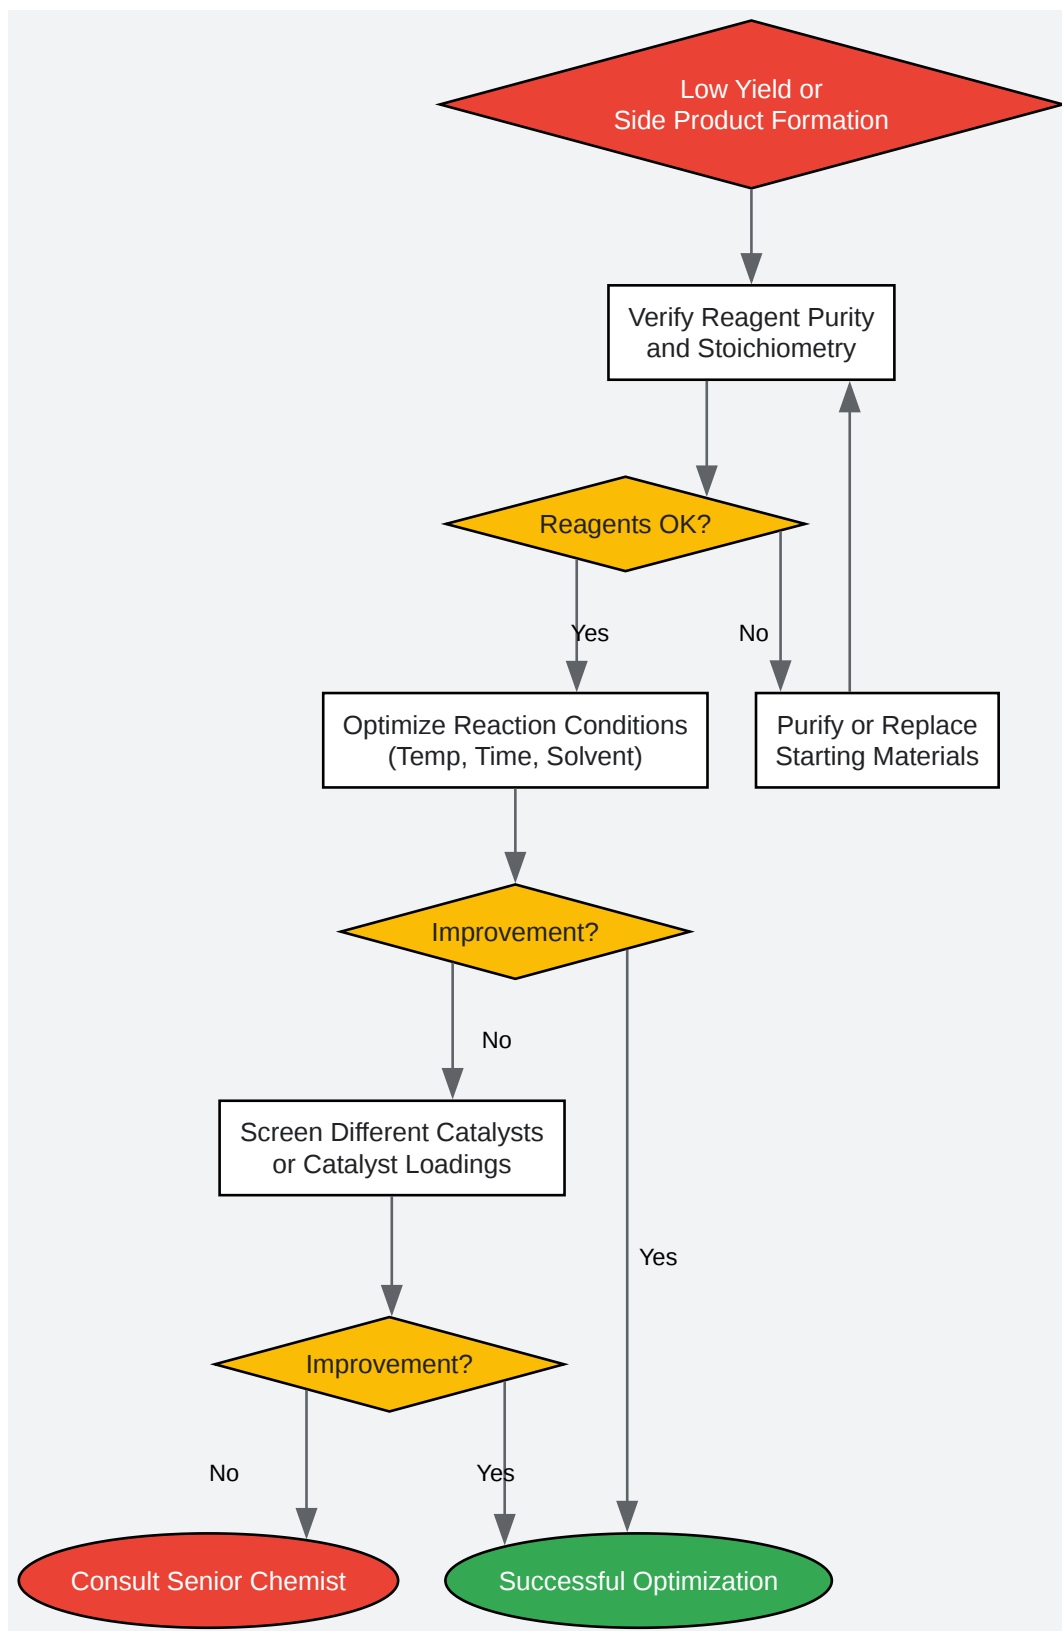 Low Yield or
Side Product Formation
Verify Reagent Purity
and Stoichiometry
Reagents OK?
Yes
No
Optimize Reaction Conditions
(Temp, Time, Solvent)
Purify or Replace
Starting Materials
Improvement?
No
Screen Different Catalysts
or Catalyst Loadings
Yes
Improvement?
No
Yes
Consult Senior Chemist
Successful Optimization